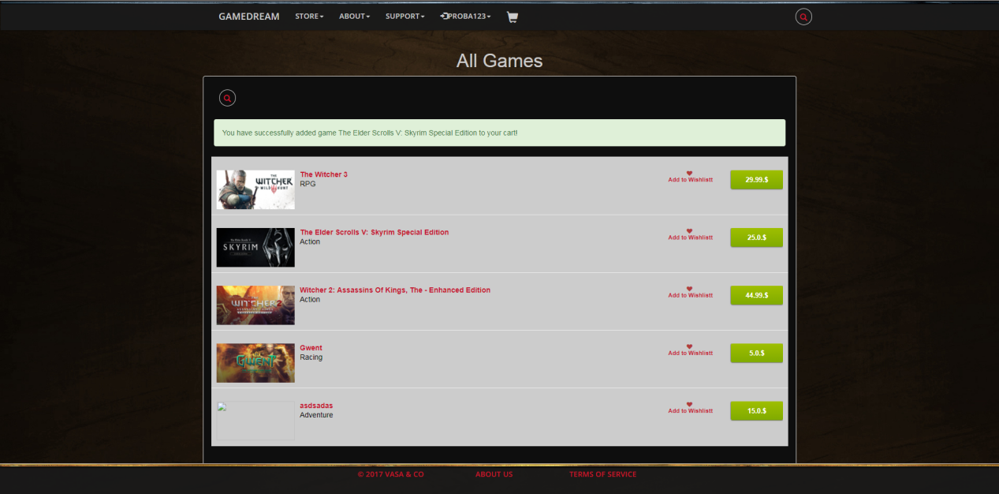 GAMEDREAM STORE ABOUT SUPPORT PROBA123
All Games
You have successfully added game The Elder Scrolls V: Skyrim Special Edition to your cart!
THE
WITCHER
WILD HUNT
The Witcher 3
RPG
Add to Wishlistt
29.99.$
SKYRIM
The Elder Scrolls V: Skyrim Special Edition
Action
Add to Wishlistt
25.0.$
THE
WITCHER 2
Witcher 2: Assassins Of Kings, The - Enhanced Edition
Action
Add to Wishlistt
44.99.$
GWENT
Gwent
Racing
Add to Wishlistt
5.0.$
asdsadas
Adventure
Add to Wishlistt
15.0.$
© 2017 VASA & CO ABOUT US TERMS OF SERVICE